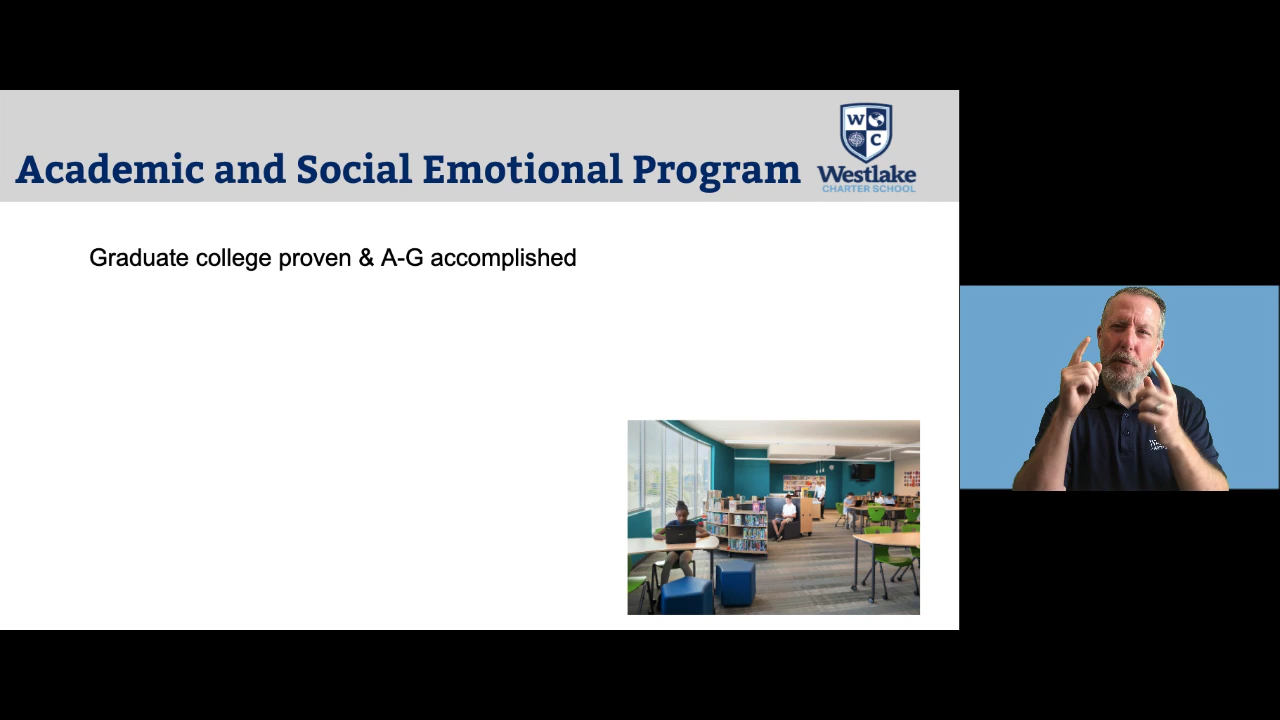 Academic and Social Emotional Program
W
C
Westlake
CHARTER SCHOOL
Graduate college proven & A-G accomplished